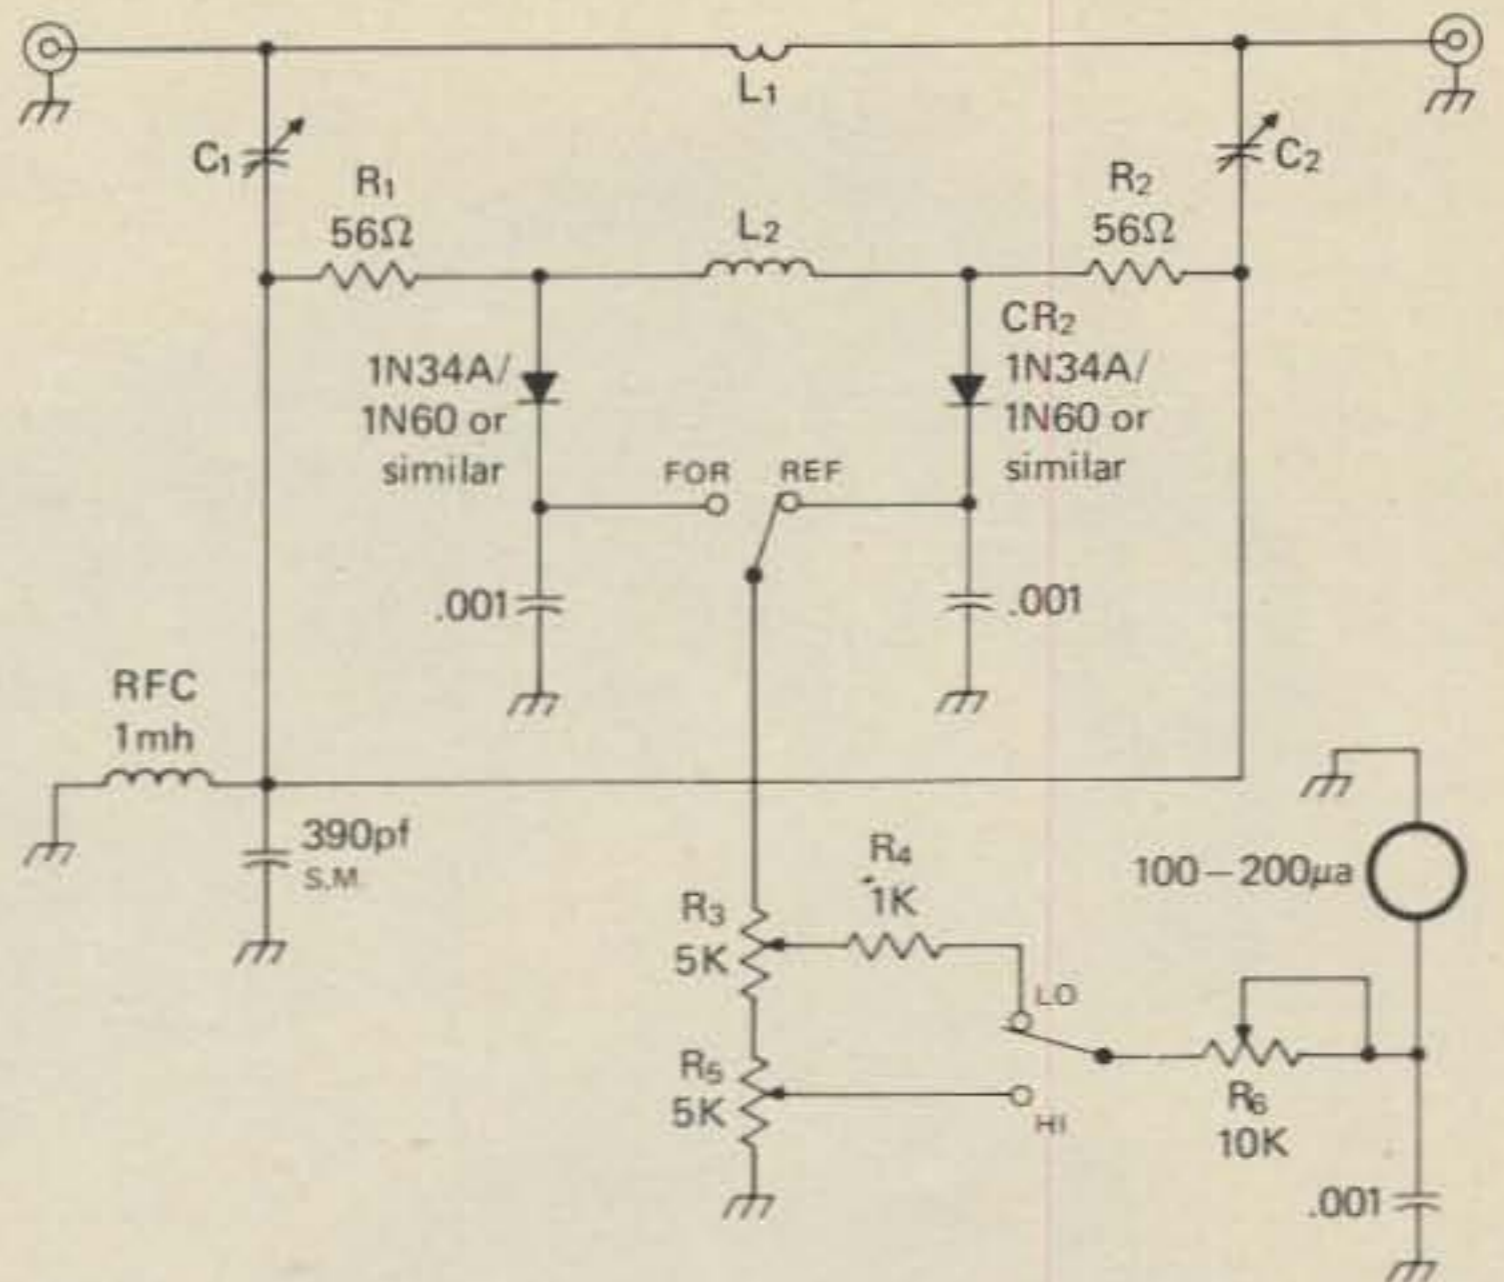 L1
C1
C2
R1
56Ω
R2
56Ω
L2
CR2
1N34A/
1N60 or
similar
1N34A/
1N60 or
similar
FOR
REF
.001
.001
RFC
1mh
390pf
S.M.
100–200μa
R4
1K
R3
5K
LO
R5
5K
HI
R6
10K
.001